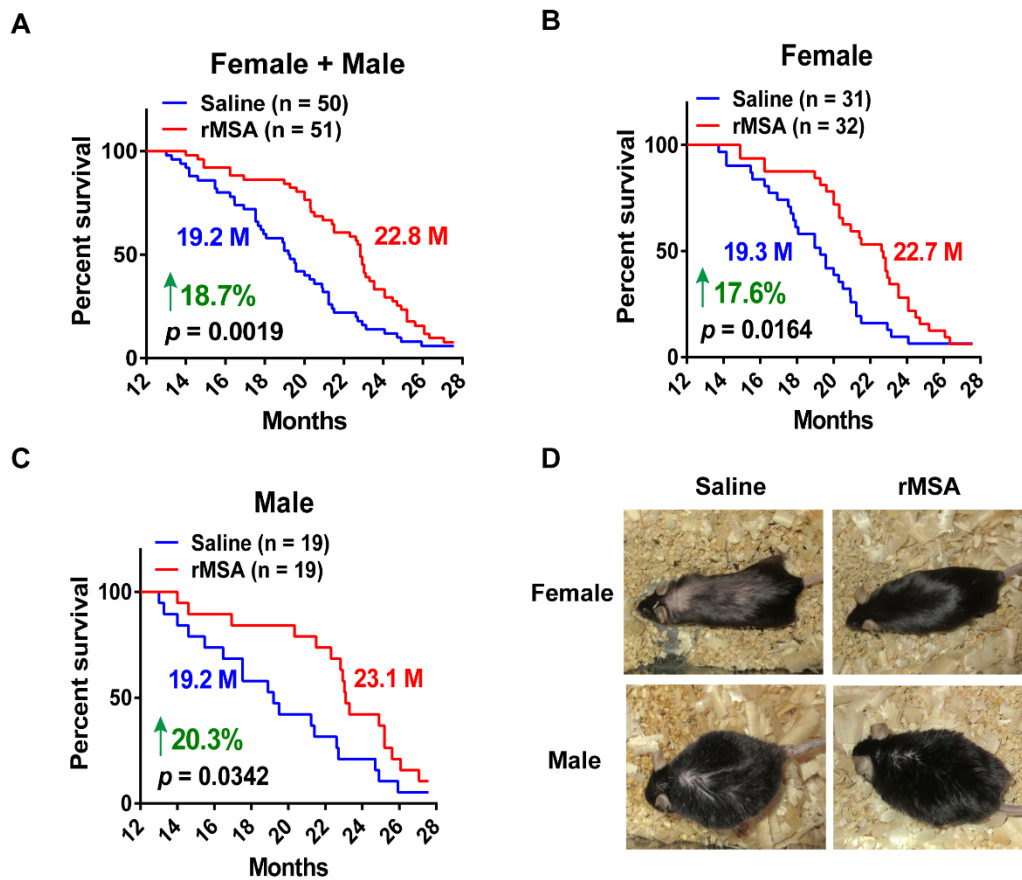 A
Female + Male
Saline (n = 50)
rMSA (n = 51)
Percent survival
100
50
0
19.2 M
22.8 M
18.7%
p = 0.0019
12 14 16 18 20 22 24 26 28
Months
B
Female
Saline (n = 31)
rMSA (n = 32)
Percent survival
100
50
0
19.3 M
22.7 M
17.6%
p = 0.0164
12 14 16 18 20 22 24 26 28
Months
C
Male
Saline (n = 19)
rMSA (n = 19)
Percent survival
100
50
0
19.2 M
23.1 M
20.3%
p = 0.0342
12 14 16 18 20 22 24 26 28
Months
D
Saline rMSA
Female
Male